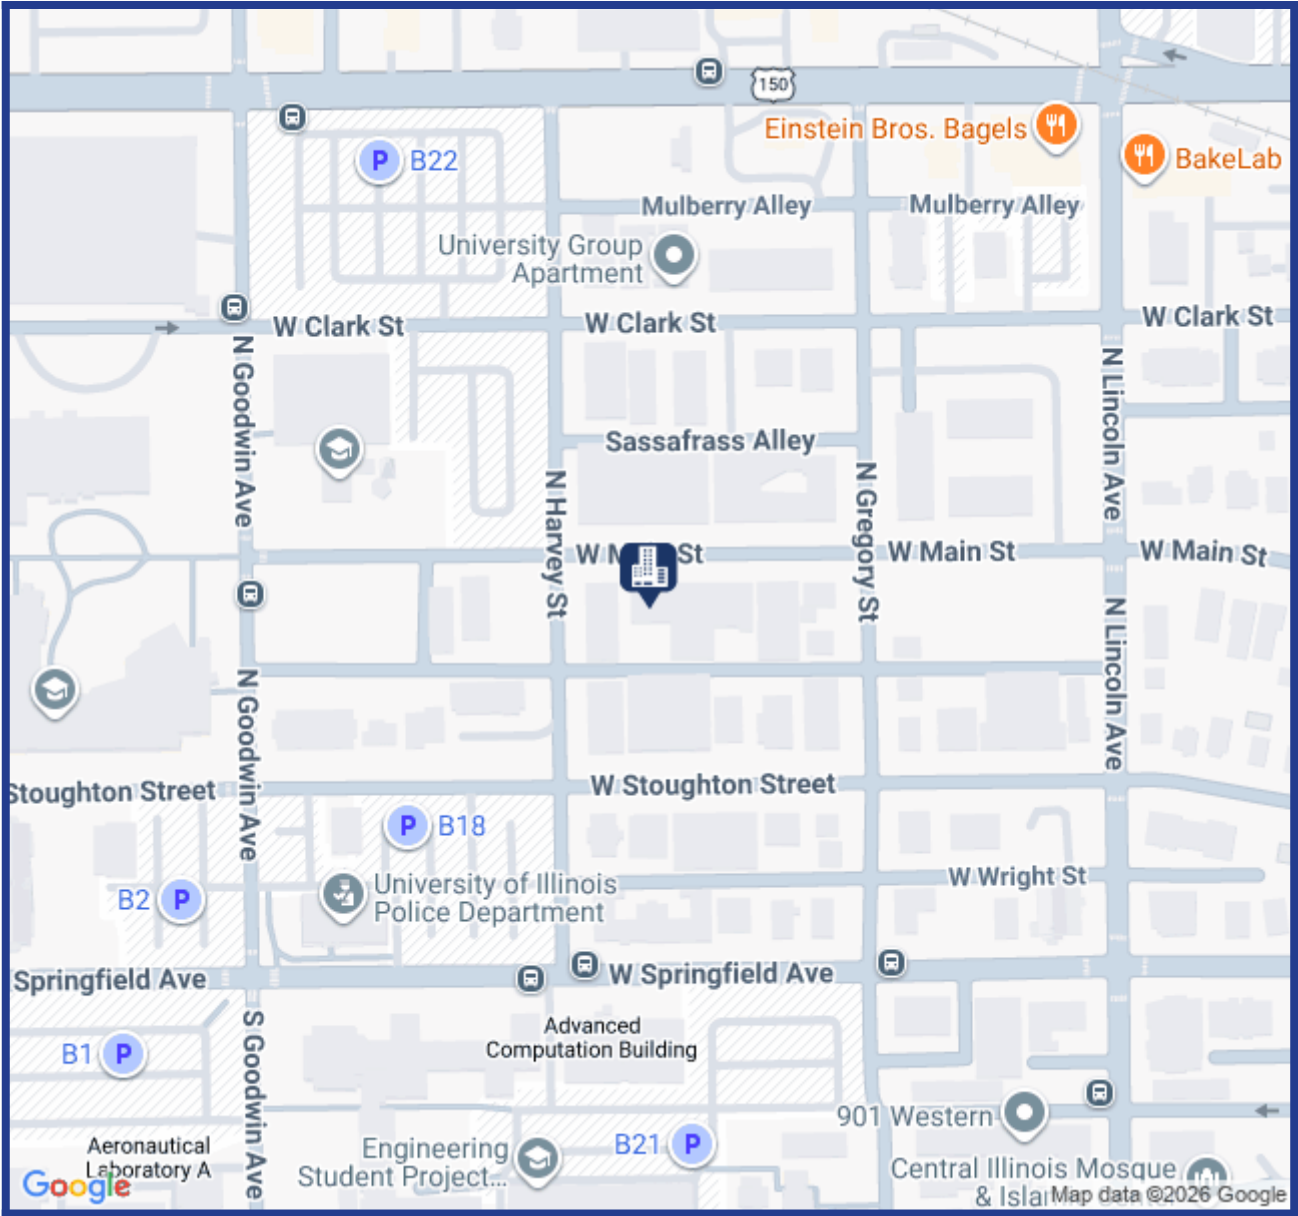 150
Einstein Bros. Bagels
BakeLab
P B22
Mulberry Alley
Mulberry Alley
University Group
Apartment
W Clark St
W Clark St
W Clark St
N Goodwin Ave
N Lincoln Ave
Sassafrass Alley
N Harvey St
N Gregory St
W M St
W Main St
W Main St
N Lincoln Ave
N Goodwin Ave
Stoughton Street
W Stoughton Street
P B18
B2 P
University of Illinois
Police Department
W Wright St
Springfield Ave
W Springfield Ave
S Goodwin Ave
Advanced
Computation Building
B1 P
901 Western
Aeronautical
Laboratory A
Engineering
Student Project...
B21 P
Central Illinois Mosque
& Islamic Center
Google
Map data ©2026 Google